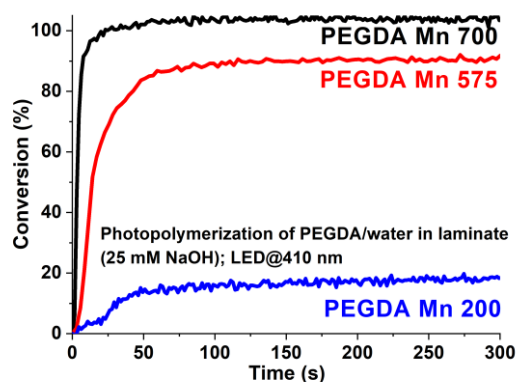 100
80
60
40
20
0
Conversion (%)
PEGDA Mn 700
PEGDA Mn 575
Photopolymerization of PEGDA/water in laminate
(25 mM NaOH); LED@410 nm
PEGDA Mn 200
0 50 100 150 200 250 300
Time (s)